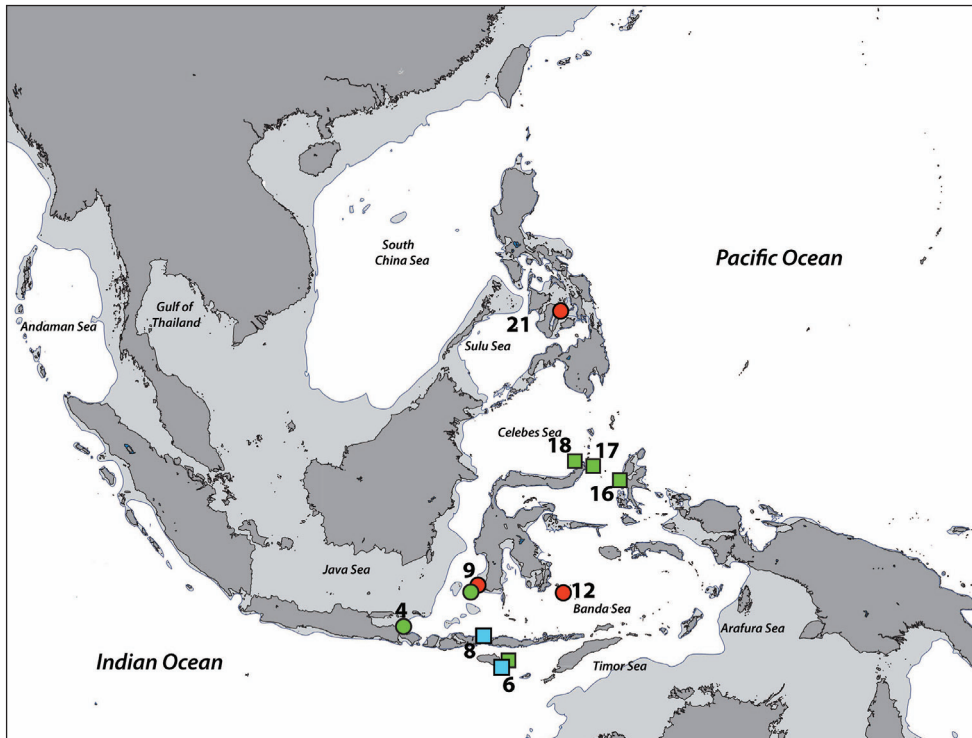 South
China Sea
Pacific Ocean
Gulf of
Thailand
Andaman Sea
21
Sulu Sea
Celebes Sea
18
17
16
Java Sea
9
12
Banda Sea
4
Arafura Sea
8
Indian Ocean
Timor Sea
6